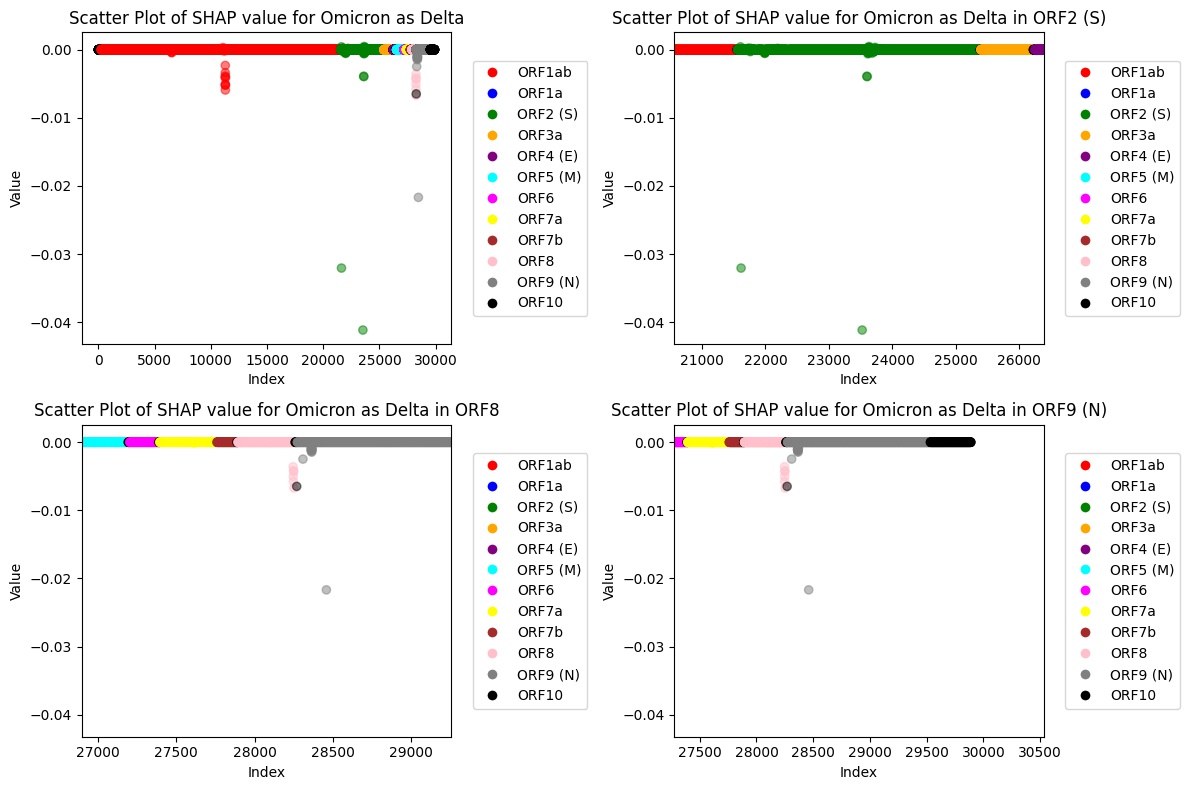 Scatter Plot of SHAP value for Omicron as Delta
Value
0.00
−0.01
−0.02
−0.03
−0.04
0
5000
10000
15000
20000
25000
30000
Index
ORF1ab
ORF1a
ORF2 (S)
ORF3a
ORF4 (E)
ORF5 (M)
ORF6
ORF7a
ORF7b
ORF8
ORF9 (N)
ORF10
Scatter Plot of SHAP value for Omicron as Delta in ORF2 (S)
Value
0.00
−0.01
−0.02
−0.03
−0.04
21000
22000
23000
24000
25000
26000
Index
ORF1ab
ORF1a
ORF2 (S)
ORF3a
ORF4 (E)
ORF5 (M)
ORF6
ORF7a
ORF7b
ORF8
ORF9 (N)
ORF10
Scatter Plot of SHAP value for Omicron as Delta in ORF8
Value
0.00
−0.01
−0.02
−0.03
−0.04
27000
27500
28000
28500
29000
Index
ORF1ab
ORF1a
ORF2 (S)
ORF3a
ORF4 (E)
ORF5 (M)
ORF6
ORF7a
ORF7b
ORF8
ORF9 (N)
ORF10
Scatter Plot of SHAP value for Omicron as Delta in ORF9 (N)
Value
0.00
−0.01
−0.02
−0.03
−0.04
27500
28000
28500
29000
29500
30000
30500
Index
ORF1ab
ORF1a
ORF2 (S)
ORF3a
ORF4 (E)
ORF5 (M)
ORF6
ORF7a
ORF7b
ORF8
ORF9 (N)
ORF10